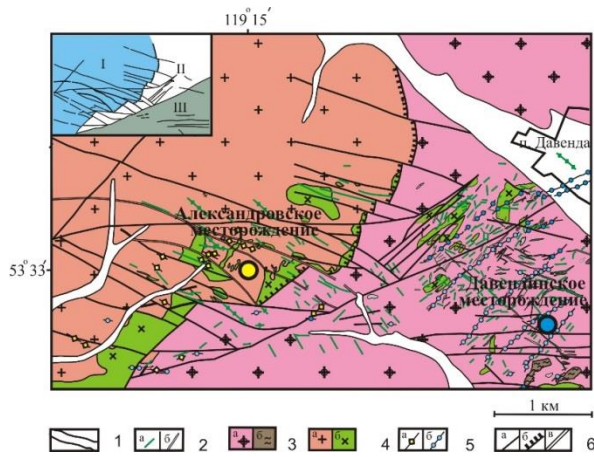 119° 15′
I
II
III
п. Давенда
Александровское
месторождение
53° 33′
Давендинское
месторождение
1 км
1
а б 2
а б 3
а б 4
а б 5
а б в 6